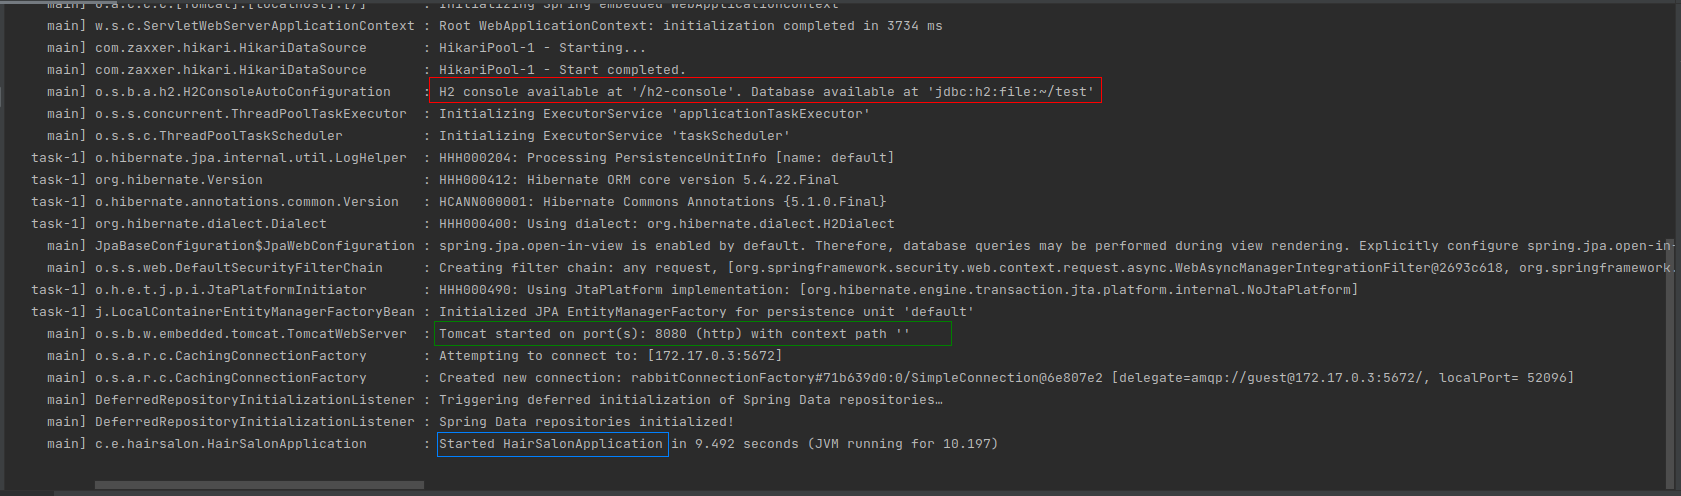 main] o.a.c.c.C.[Tomcat].[localhost].[/] : Initializing Spring embedded WebApplicationContext
main] w.s.c.ServletWebServerApplicationContext : Root WebApplicationContext: initialization completed in 3734 ms
main] com.zaxxer.hikari.HikariDataSource : HikariPool-1 - Starting...
main] com.zaxxer.hikari.HikariDataSource : HikariPool-1 - Start completed.
main] o.s.b.a.h2.H2ConsoleAutoConfiguration : H2 console available at '/h2-console'. Database available at 'jdbc:h2:file:~/test'
main] o.s.s.concurrent.ThreadPoolTaskExecutor : Initializing ExecutorService 'applicationTaskExecutor'
main] o.s.s.c.ThreadPoolTaskScheduler : Initializing ExecutorService 'taskScheduler'
task-1] o.hibernate.jpa.internal.util.LogHelper : HHH000204: Processing PersistenceUnitInfo [name: default]
task-1] org.hibernate.Version : HHH000412: Hibernate ORM core version 5.4.22.Final
task-1] o.hibernate.annotations.common.Version : HCANN000001: Hibernate Commons Annotations {5.1.0.Final}
task-1] org.hibernate.dialect.Dialect : HHH000400: Using dialect: org.hibernate.dialect.H2Dialect
main] JpaBaseConfiguration$JpaWebConfiguration : spring.jpa.open-in-view is enabled by default. Therefore, database queries may be performed during view rendering. Explicitly configure spring.jpa.open-in-
main] o.s.s.web.DefaultSecurityFilterChain : Creating filter chain: any request, [org.springframework.security.web.context.request.async.WebAsyncManagerIntegrationFilter@2693c618, org.springframework.
task-1] o.h.e.t.j.p.i.JtaPlatformInitiator : HHH000490: Using JtaPlatform implementation: [org.hibernate.engine.transaction.jta.platform.internal.NoJtaPlatform]
task-1] j.LocalContainerEntityManagerFactoryBean : Initialized JPA EntityManagerFactory for persistence unit 'default'
main] o.s.b.w.embedded.tomcat.TomcatWebServer : Tomcat started on port(s): 8080 (http) with context path ''
main] o.s.a.r.c.CachingConnectionFactory : Attempting to connect to: [172.17.0.3:5672]
main] o.s.a.r.c.CachingConnectionFactory : Created new connection: rabbitConnectionFactory#71b639d0:0/SimpleConnection@6e807e2 [delegate=amqp://guest@172.17.0.3:5672/, localPort= 52096]
main] DeferredRepositoryInitializationListener : Triggering deferred initialization of Spring Data repositories…
main] DeferredRepositoryInitializationListener : Spring Data repositories initialized!
main] c.e.hairsalon.HairSalonApplication : Started HairSalonApplication in 9.492 seconds (JVM running for 10.197)